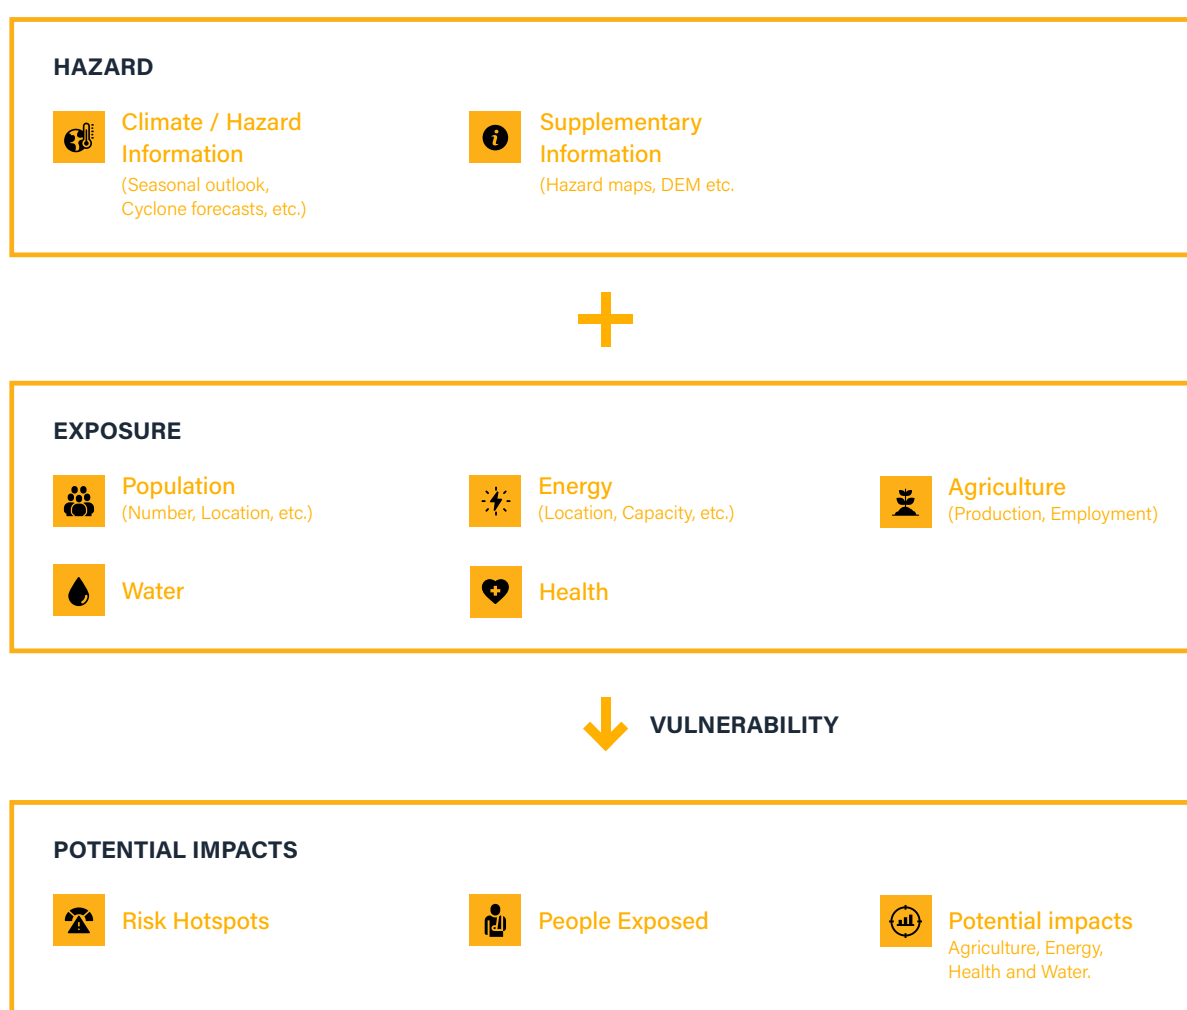 HAZARD
Climate / Hazard
Information
(Seasonal outlook,
Cyclone forecasts, etc.)
Supplementary
Information
(Hazard maps, DEM etc.
EXPOSURE
Population
(Number, Location, etc.)
Energy
(Location, Capacity, etc.)
Agriculture
(Production, Employment)
Water
Health
VULNERABILITY
POTENTIAL IMPACTS
Risk Hotspots
People Exposed
Potential impacts
Agriculture, Energy,
Health and Water.